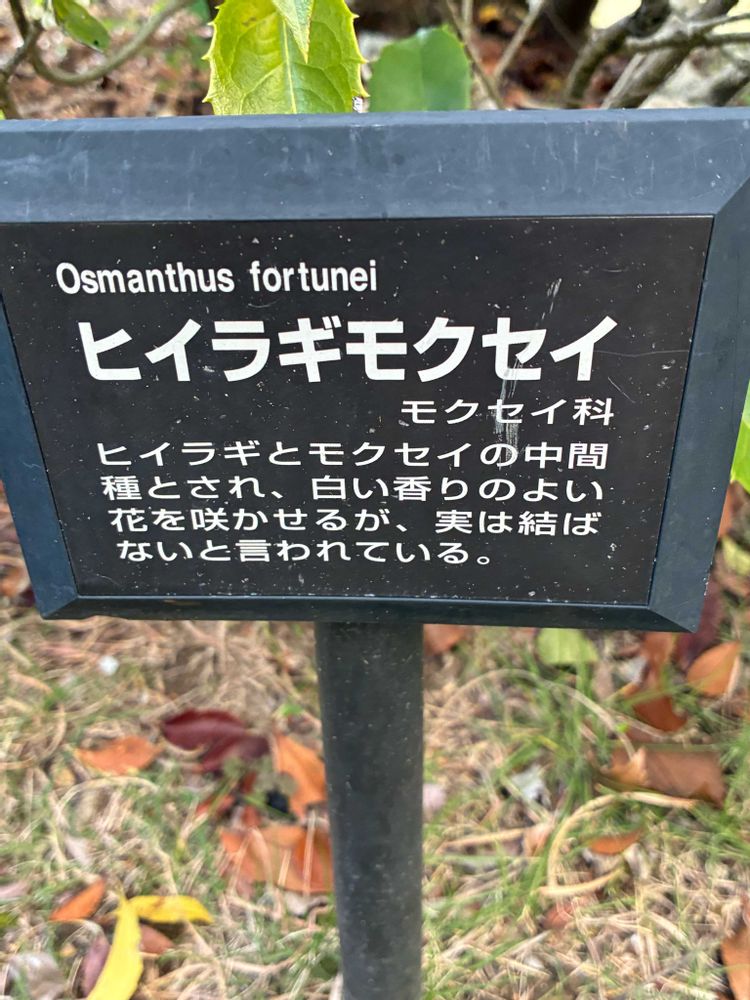 Osmanthus fortunei
ヒイラギモクセイ
モクセイ科
ヒイラギとモクセイの中間
種とされ、白い香りのよい
花を咲かせるが、実は結ば
ないと言われている。